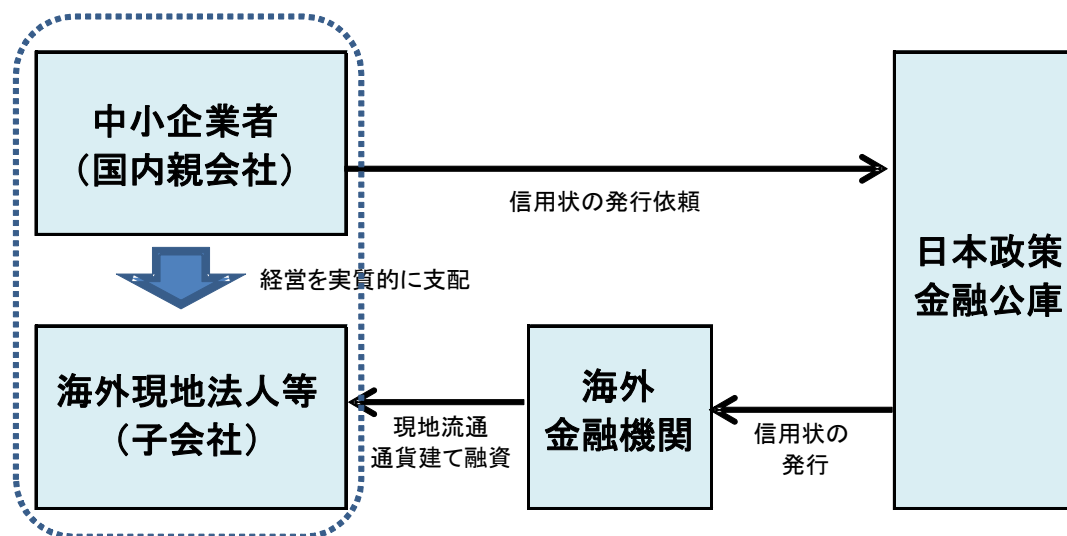 中小企業者
（国内親会社）
信用状の発行依頼
日本政策
金融公庫
経営を実質的に支配
海外現地法人等
（子会社）
現地流通
通貨建て融資
海外
金融機関
信用状の
発行